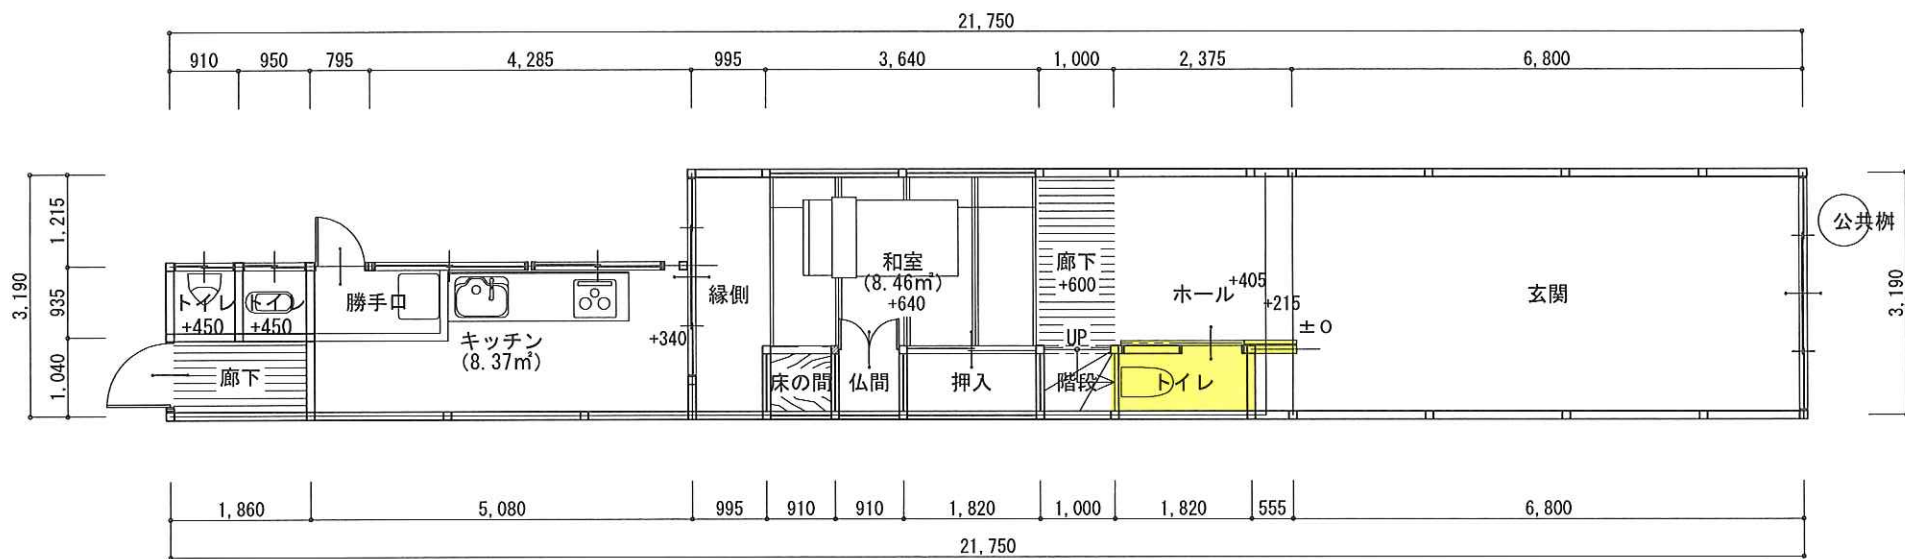 21,750
910 950 795 4,285 995 3,640 1,000 2,375 6,800
3,190
1,215
935
1,040
3,190
公共桝
トイレ
+450
トイレ
+450
勝手口
キッチン
(8.37㎡)
+340
廊下
縁側
和室
(8.46㎡)
+640
廊下
+600
ホール
+405
+215
±0
玄関
UP
床の間
仏間
押入
階段
トイレ
1,860 5,080 995 910 910 1,820 1,000 1,820 555 6,800
21,750